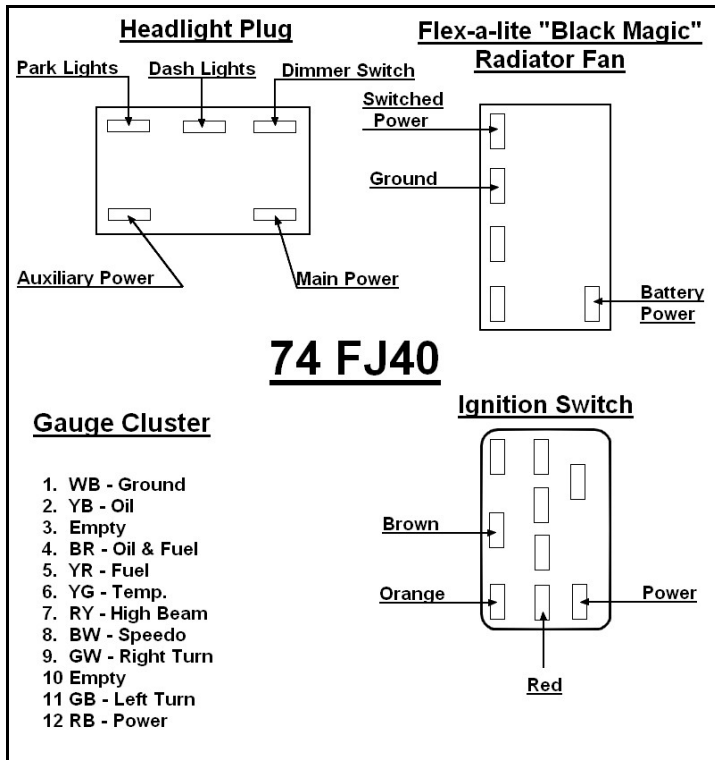 Headlight Plug
Park Lights
Dash Lights
Dimmer Switch
Auxiliary Power
Main Power
Flex-a-lite "Black Magic"
Radiator Fan
Switched
Power
Ground
Battery
Power
74 FJ40
Gauge Cluster
1. WB - Ground
2. YB - Oil
3. Empty
4. BR - Oil & Fuel
5. YR - Fuel
6. YG - Temp.
7. RY - High Beam
8. BW - Speedo
9. GW - Right Turn
10 Empty
11 GB - Left Turn
12 RB - Power
Ignition Switch
Brown
Orange
Power
Red